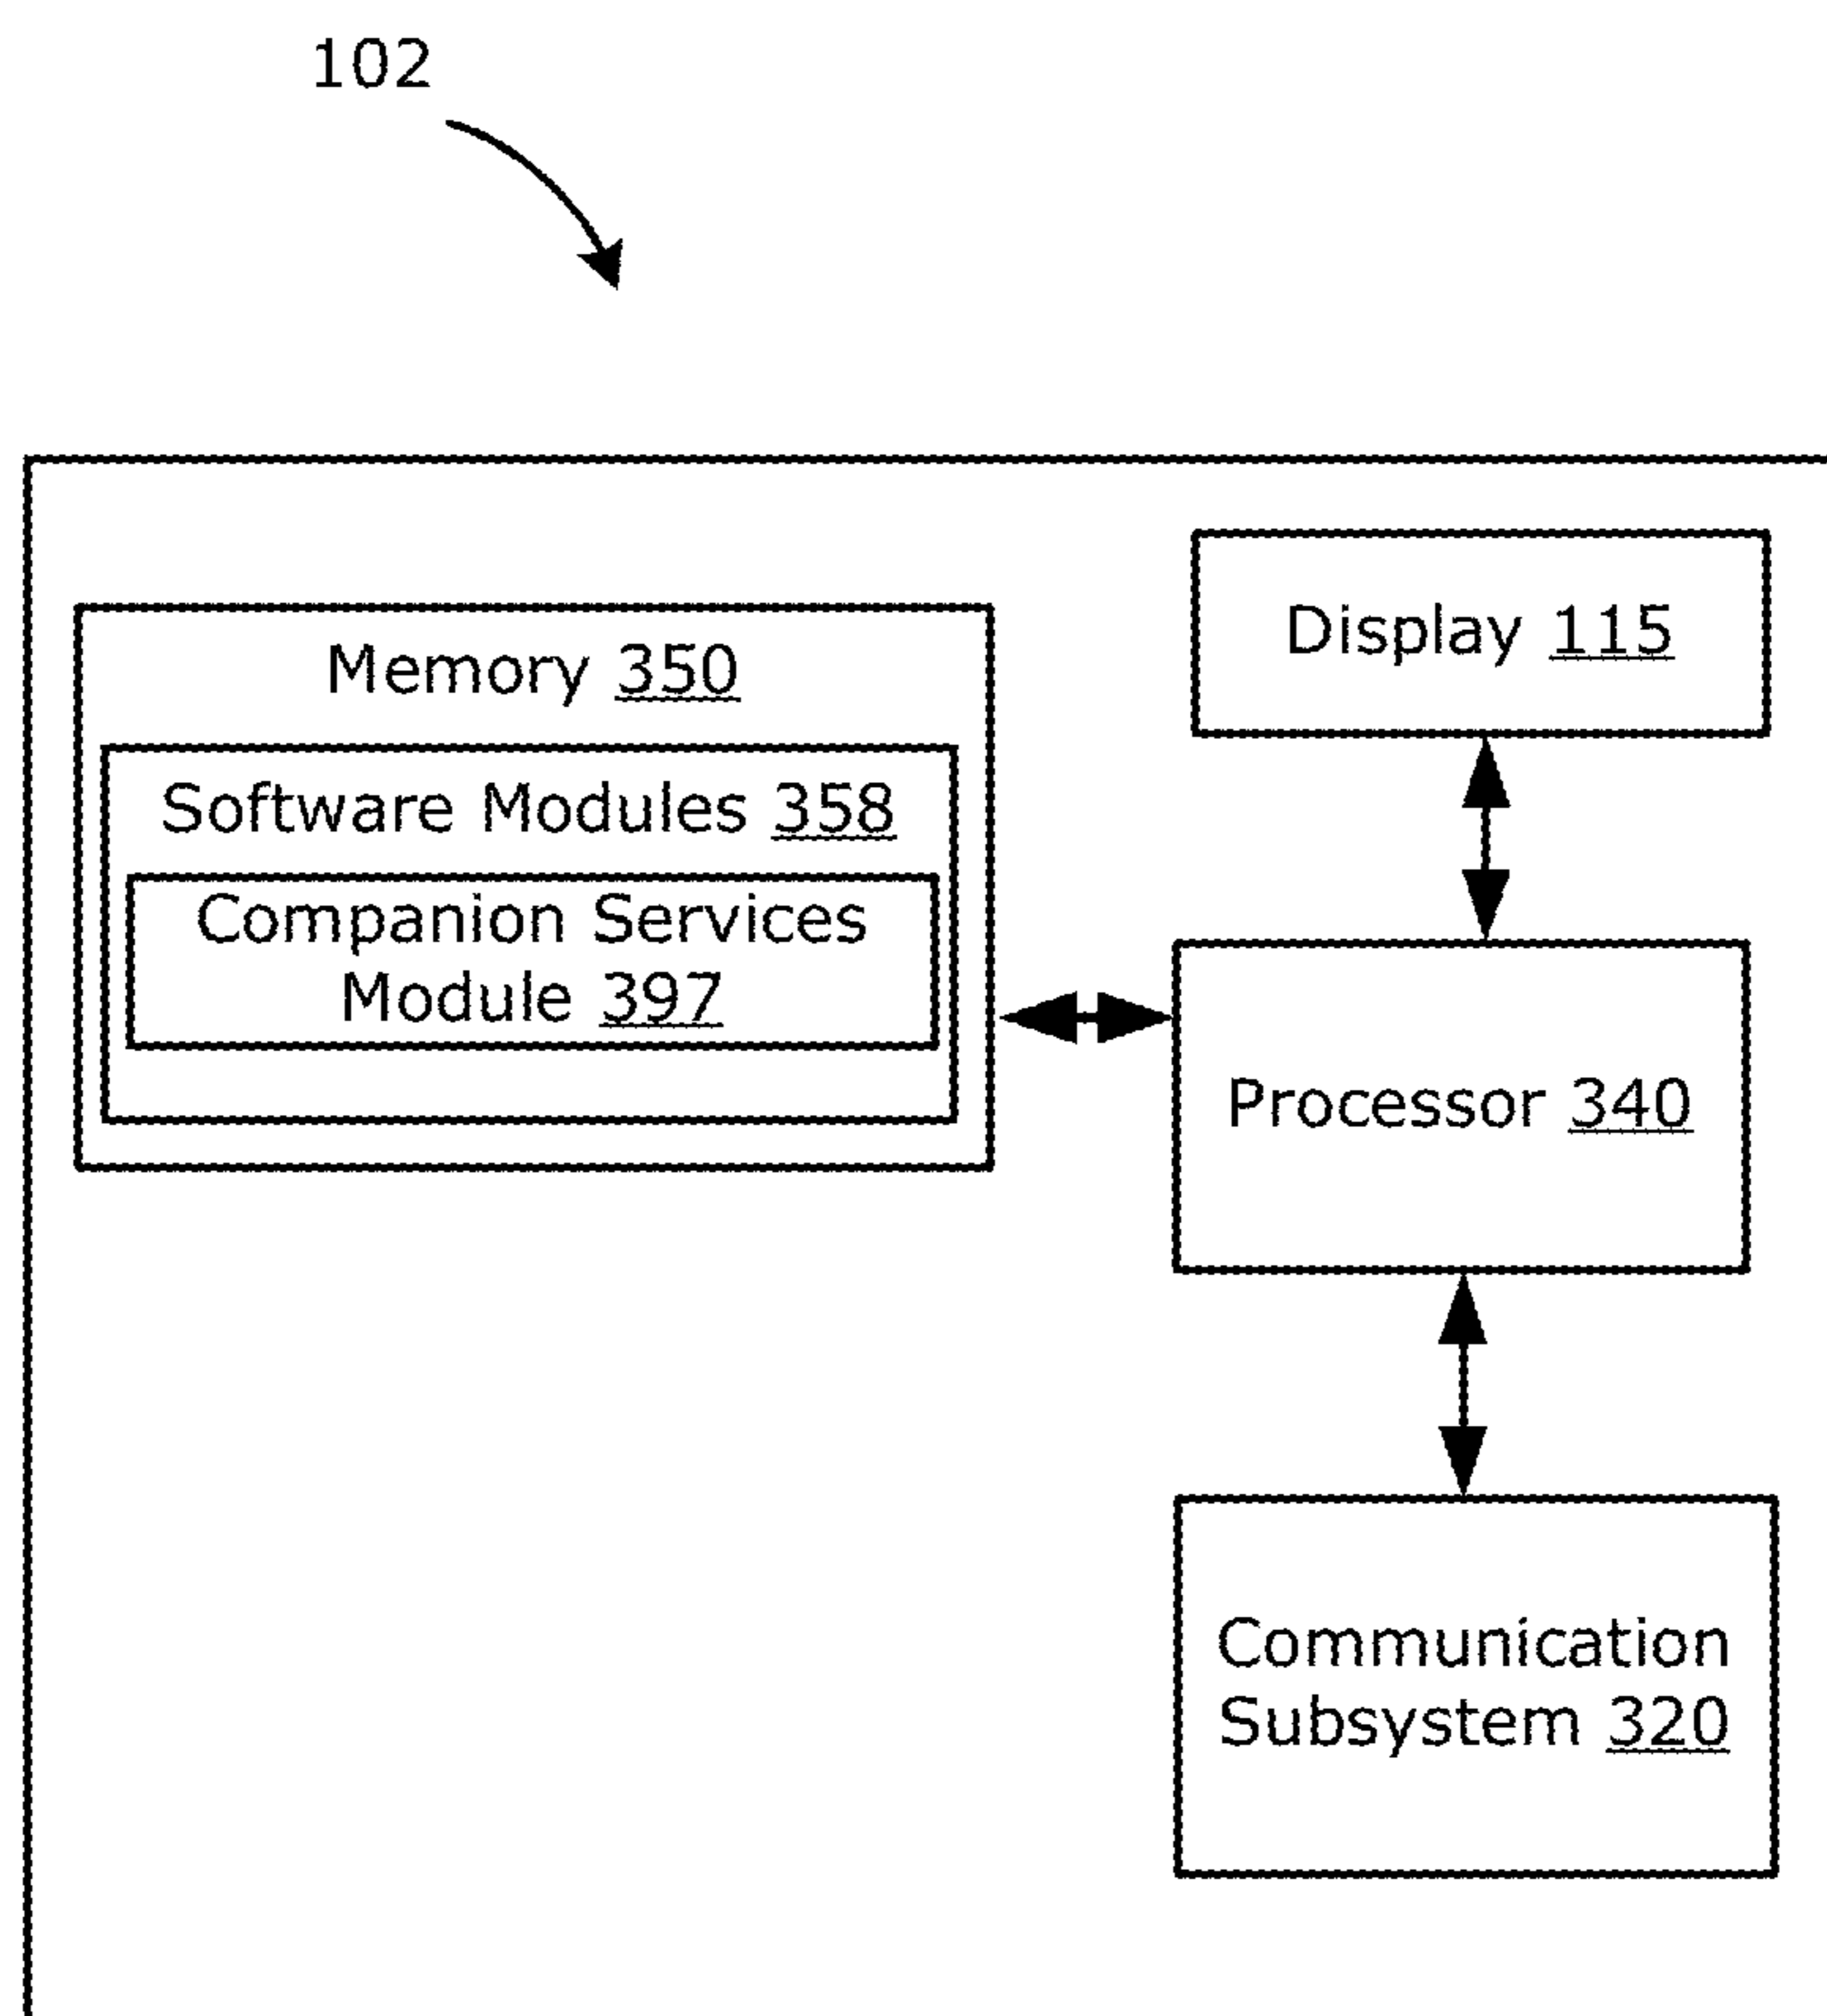 102
Display 115
Memory 350
Software Modules 358
Companion Services
Module 397
Processor 340
Communication
Subsystem 320